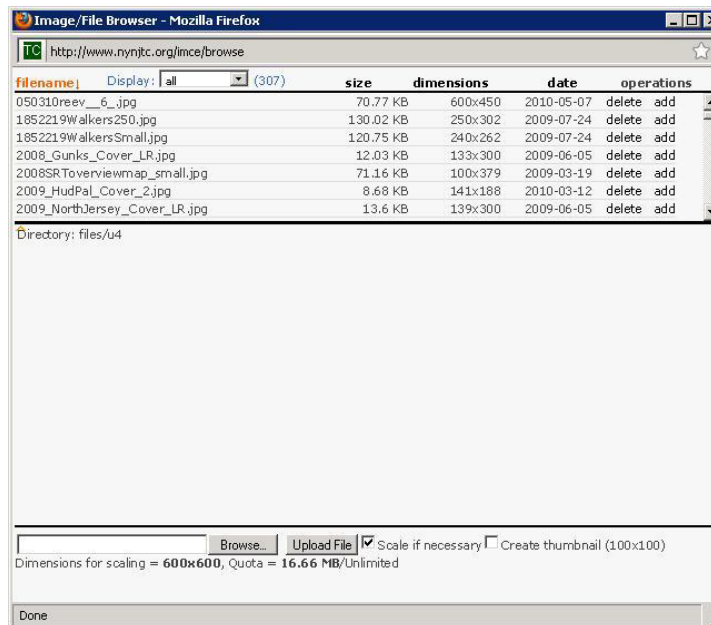 Image/File Browser - Mozilla Firefox
TC http://www.nynjtc.org/imce/browse
filename↓ Display: all (307) size dimensions date operations
050310reev__6_.jpg 70.77 KB 600x450 2010-05-07 delete add
1852219Walkers250.jpg 130.02 KB 250x302 2009-07-24 delete add
1852219WalkersSmall.jpg 120.75 KB 240x262 2009-07-24 delete add
2008_Gunks_Cover_LR.jpg 12.03 KB 133x300 2009-06-05 delete add
2008SRToverviewmap_small.jpg 71.16 KB 100x379 2009-03-19 delete add
2009_HudPal_Cover_2.jpg 8.68 KB 141x188 2010-03-12 delete add
2009_NorthJersey_Cover_LR.jpg 13.6 KB 139x300 2009-06-05 delete add
Directory: files/u4
Browse... Upload File Scale if necessary Create thumbnail (100x100)
Dimensions for scaling = 600x600, Quota = 16.66 MB/Unlimited
Done